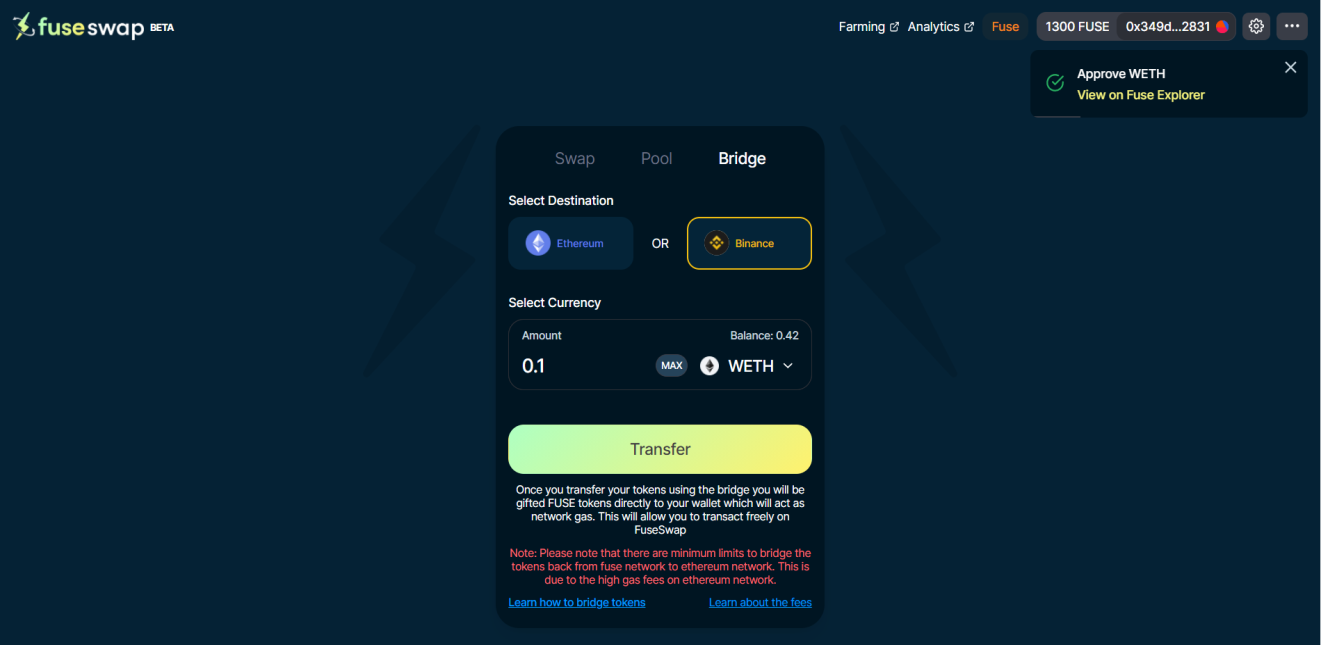 fuseswap BETA
Farming Analytics Fuse 1300 FUSE 0x349d...2831
Approve WETH
View on Fuse Explorer
Swap Pool Bridge
Select Destination
Ethereum OR Binance
Select Currency
Amount Balance: 0.42
0.1 MAX WETH
Transfer
Once you transfer your tokens using the bridge you will be
gifted FUSE tokens directly to your wallet which will act as
network gas. This will allow you to transact freely on
FuseSwap
Note: Please note that there are minimum limits to bridge the
tokens back from fuse network to ethereum network. This is
due to the high gas fees on ethereum network.
Learn how to bridge tokens Learn about the fees